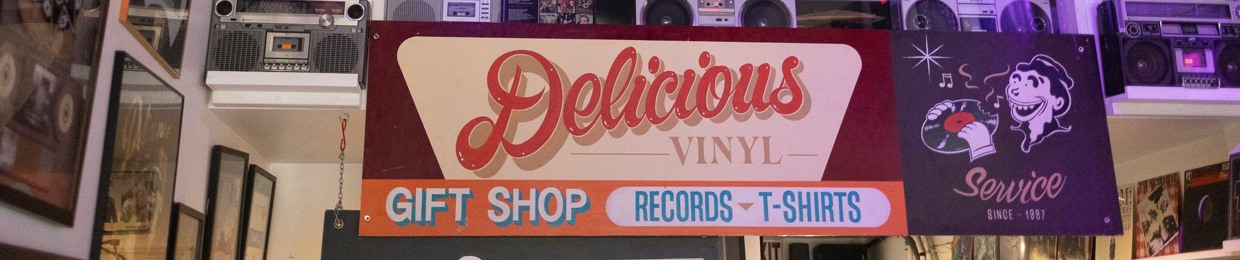 Delicious
VINYL
GIFT SHOP
RECORDS T-SHIRTS
Service
SINCE 1987